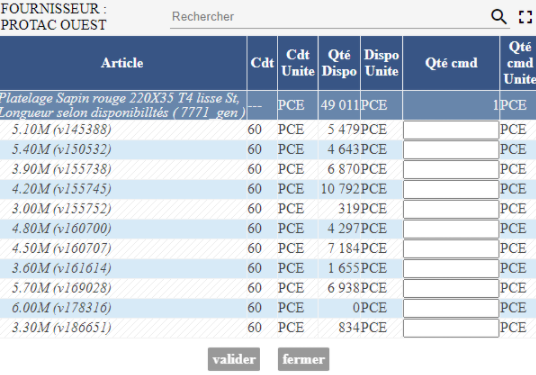 FOURNISSEUR :
PROTAC OUEST
Rechercher
Article Cdt Cdt Unite Qté Dispo Dispo Unite Qté cmd Qté cmd Unite
Platelage Sapin rouge 220X35 T4 lisse St, Longueur selon disponibilltés ( 7771_gen ) --- PCE 49 011 PCE 1 PCE
5.10M (v145388) 60 PCE 5 479 PCE PCE
5.40M (v150532) 60 PCE 4 643 PCE PCE
3.90M (v155738) 60 PCE 6 870 PCE PCE
4.20M (v155745) 60 PCE 10 792 PCE PCE
3.00M (v155752) 60 PCE 319 PCE PCE
4.80M (v160700) 60 PCE 4 297 PCE PCE
4.50M (v160707) 60 PCE 7 184 PCE PCE
3.60M (v161614) 60 PCE 1 655 PCE PCE
5.70M (v169028) 60 PCE 6 938 PCE PCE
6.00M (v178316) 60 PCE 0 PCE PCE
3.30M (v186651) 60 PCE 834 PCE PCE
valider fermer